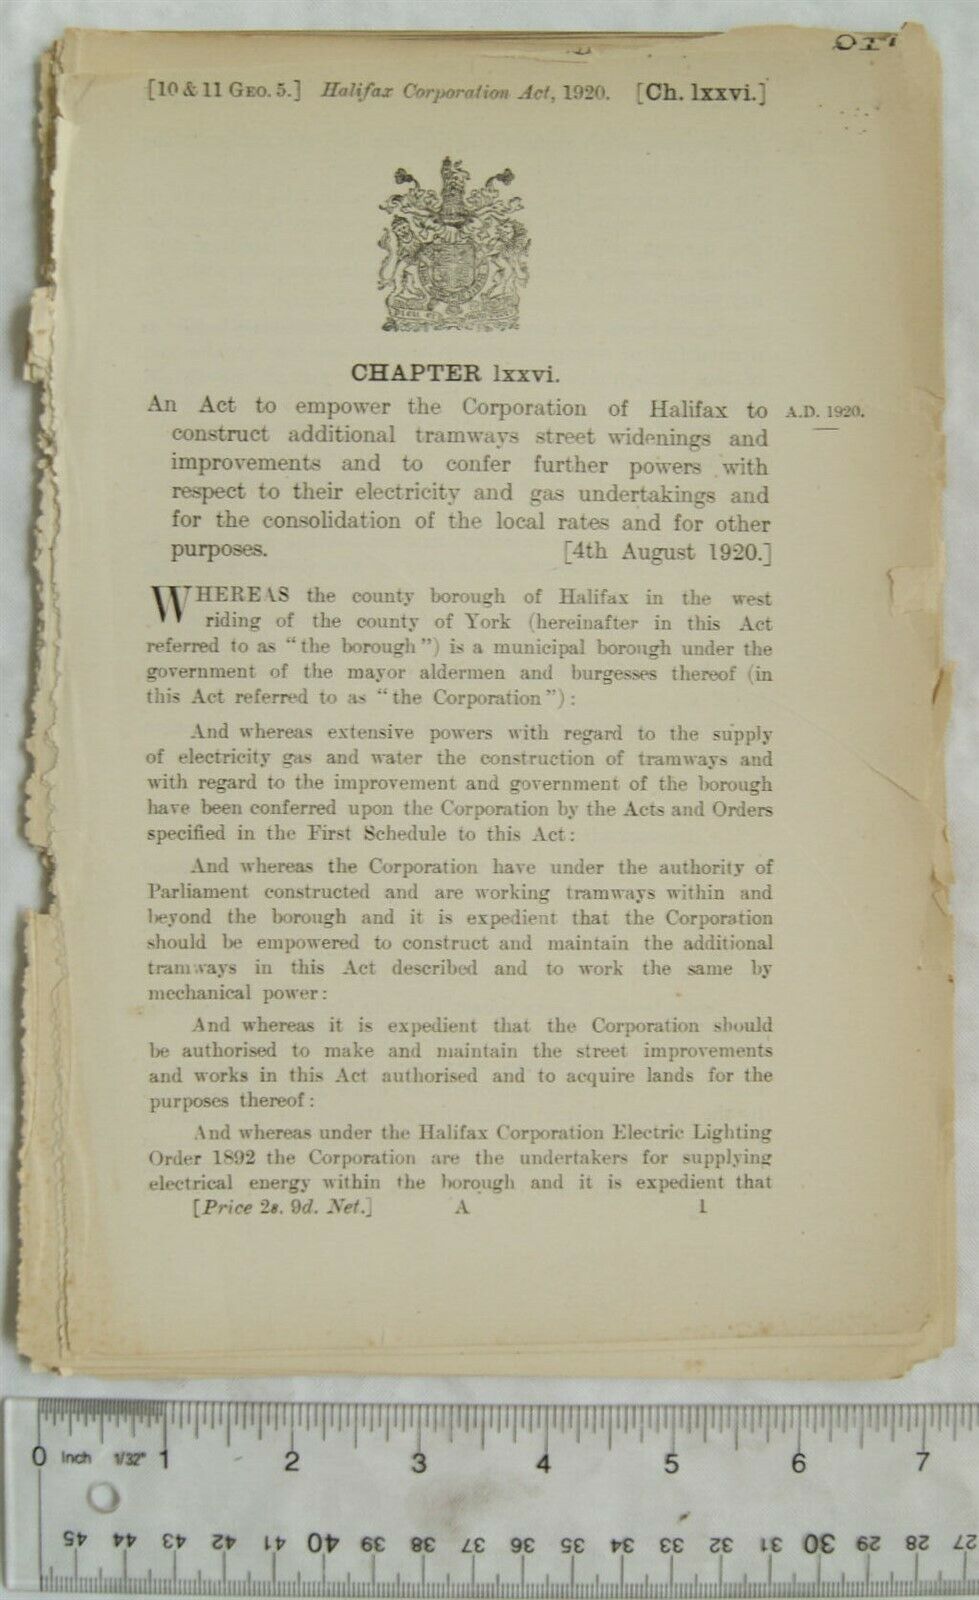 [10 & 11 GEO. 5.] Halifax Corporation Act, 1920. [Ch. lxxvi.]
CHAPTER lxxvi.
An Act to empower the Corporation of Halifax to A.D. 1920.
construct additional tramways street widenings and
improvements and to confer further powers with
respect to their electricity and gas undertakings and
for the consolidation of the local rates and for other
purposes. [4th August 1920.]
WHEREAS the county borough of Halifax in the west
riding of the county of York (hereinafter in this Act
referred to as "the borough") is a municipal borough under the
government of the mayor aldermen and burgesses thereof (in
this Act referred to as "the Corporation"):
And whereas extensive powers with regard to the supply
of electricity gas and water the construction of tramways and
with regard to the improvement and government of the borough
have been conferred upon the Corporation by the Acts and Orders
specified in the First Schedule to this Act:
And whereas the Corporation have under the authority of
Parliament constructed and are working tramways within and
beyond the borough and it is expedient that the Corporation
should be empowered to construct and maintain the additional
tramways in this Act described and to work the same by
mechanical power:
And whereas it is expedient that the Corporation should
be authorised to make and maintain the street improvements
and works in this Act authorised and to acquire lands for the
purposes thereof:
And whereas under the Halifax Corporation Electric Lighting
Order 1892 the Corporation are the undertakers for supplying
electrical energy within the borough and it is expedient that
[Price 2s. 9d. Net.] A 1
0 Inch 1/32" 1 2 3 4 5 6 7
45 44 43 42 41 40 39 38 37 36 35 34 33 32 31 30 29 28 27